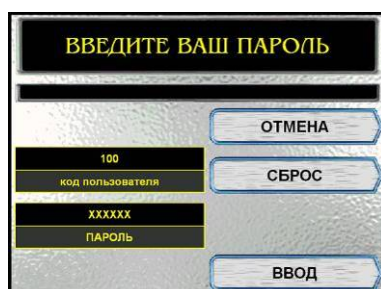 ВВЕДИТЕ ВАШ ПАРОЛЬ
ОТМЕНА
100
код пользователя
СБРОС
XXXXXX
ПАРОЛЬ
ВВОД